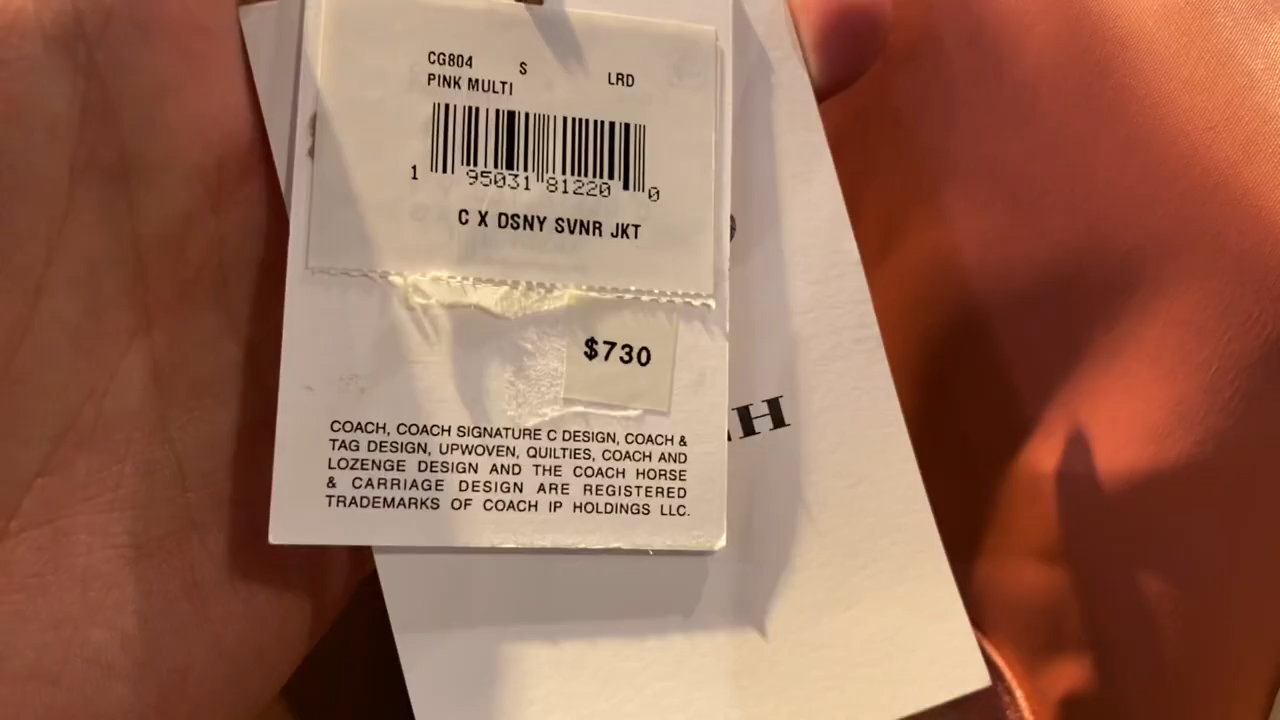 CG804 S LRD
PINK MULTI
1 95031 81220 0
C X DSNY SVNR JKT
$730
COACH, COACH SIGNATURE C DESIGN, COACH &
TAG DESIGN, UPWOVEN, QUILTIES, COACH AND
LOZENGE DESIGN AND THE COACH HORSE
& CARRIAGE DESIGN ARE REGISTERED
TRADEMARKS OF COACH IP HOLDINGS LLC.
H